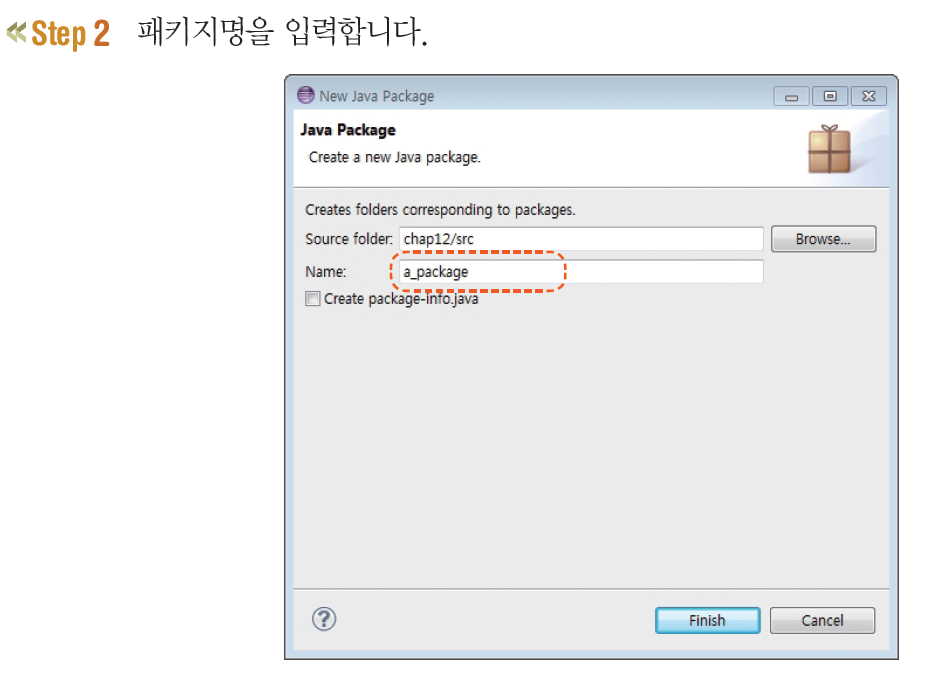 Step 2 패키지명을 입력합니다.
New Java Package
Java Package
Create a new Java package.
Creates folders corresponding to packages.
Source folder: chap12/src Browse...
Name: a_package
Create package-info.java
? Finish Cancel